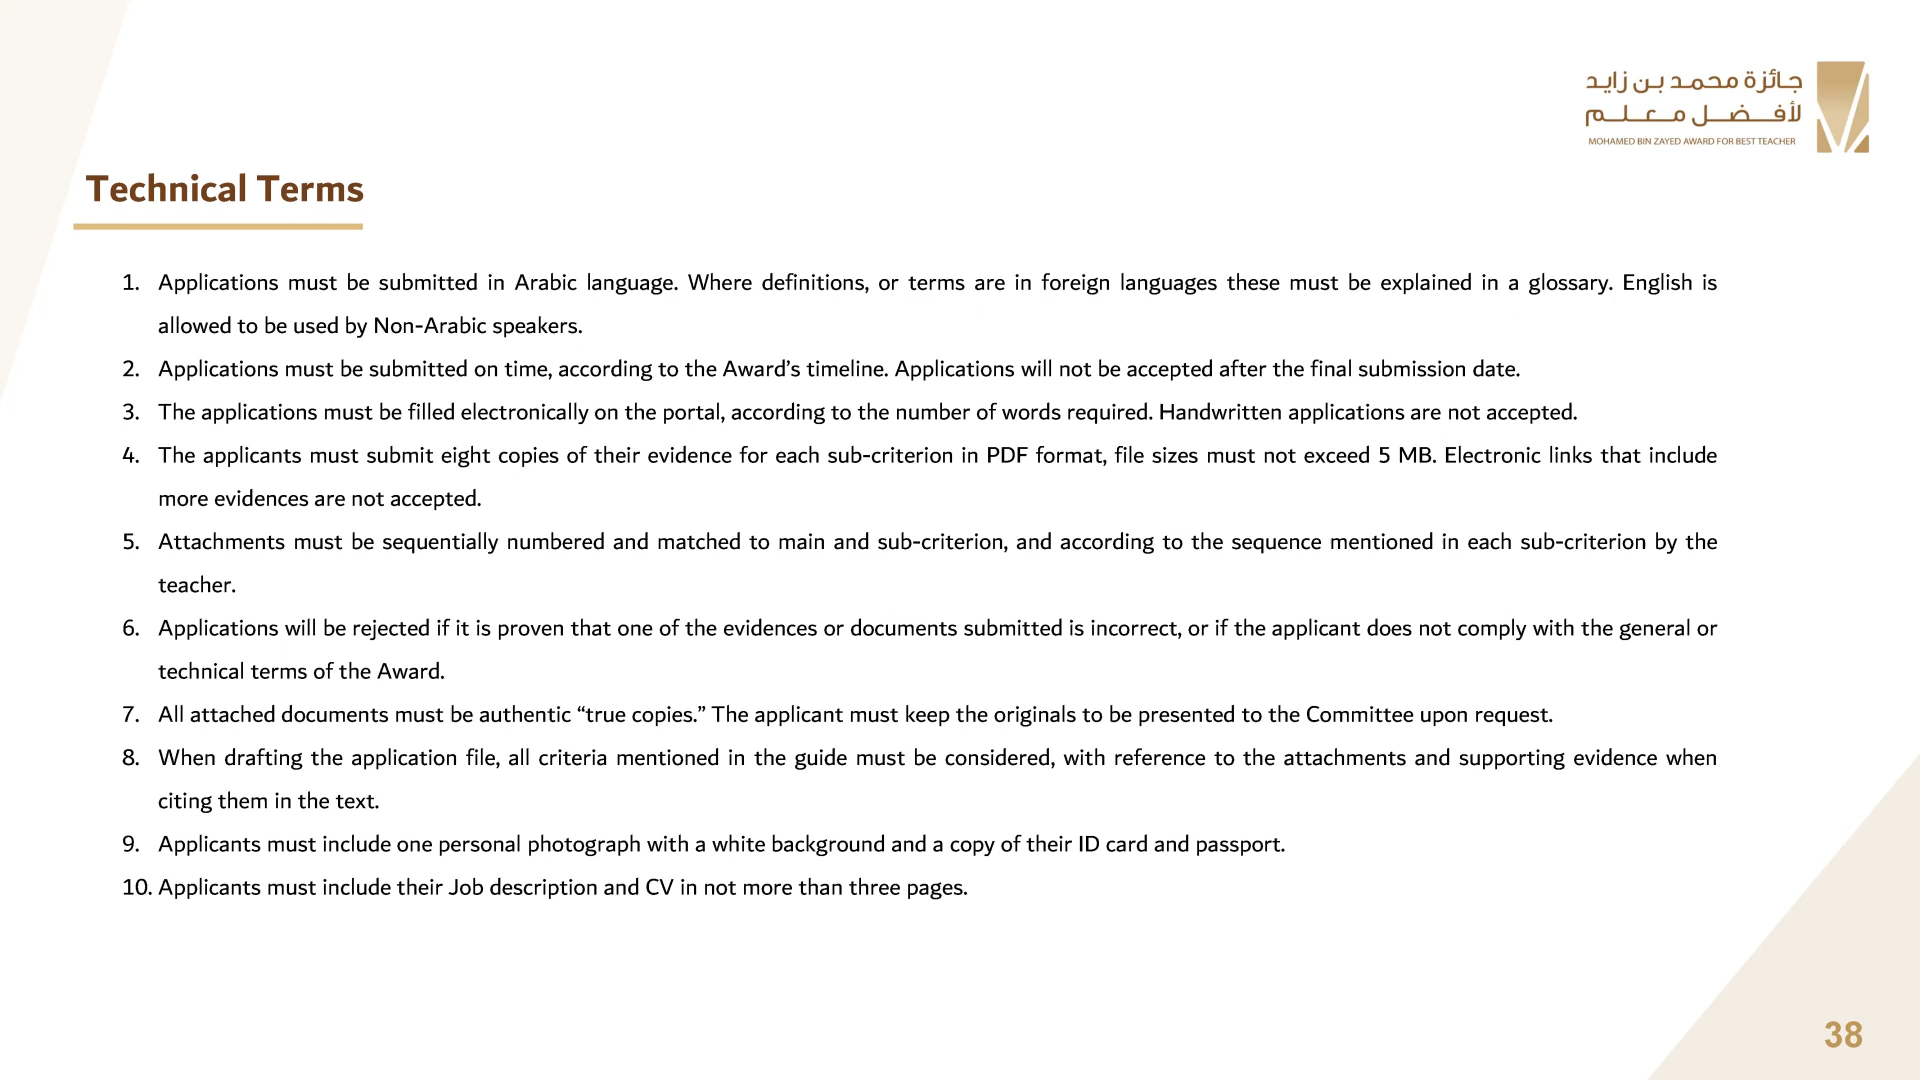 جائزة محمد بن زايد
لأفضل معلم
MOHAMED BIN ZAYED AWARD FOR BEST TEACHER
Technical Terms
1. Applications must be submitted in Arabic language. Where definitions, or terms are in foreign languages these must be explained in a glossary. English is
allowed to be used by Non-Arabic speakers.
2. Applications must be submitted on time, according to the Award’s timeline. Applications will not be accepted after the final submission date.
3. The applications must be filled electronically on the portal, according to the number of words required. Handwritten applications are not accepted.
4. The applicants must submit eight copies of their evidence for each sub-criterion in PDF format, file sizes must not exceed 5 MB. Electronic links that include
more evidences are not accepted.
5. Attachments must be sequentially numbered and matched to main and sub-criterion, and according to the sequence mentioned in each sub-criterion by the
teacher.
6. Applications will be rejected if it is proven that one of the evidences or documents submitted is incorrect, or if the applicant does not comply with the general or
technical terms of the Award.
7. All attached documents must be authentic “true copies.” The applicant must keep the originals to be presented to the Committee upon request.
8. When drafting the application file, all criteria mentioned in the guide must be considered, with reference to the attachments and supporting evidence when
citing them in the text.
9. Applicants must include one personal photograph with a white background and a copy of their ID card and passport.
10. Applicants must include their Job description and CV in not more than three pages.
38